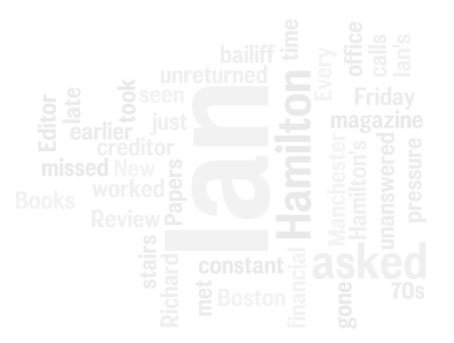 bailiff
time
Every
office
calls
Ian's
unreturned
Editor
late
took
seen
Ian
Hamilton
Friday
earlier
just
magazine
creditor
missed
New
Manchester
Hamilton's
unanswered
pressure
worked
Papers
Books
Review
stairs
Richard
constant
financial
asked
met
Boston
gone
70s